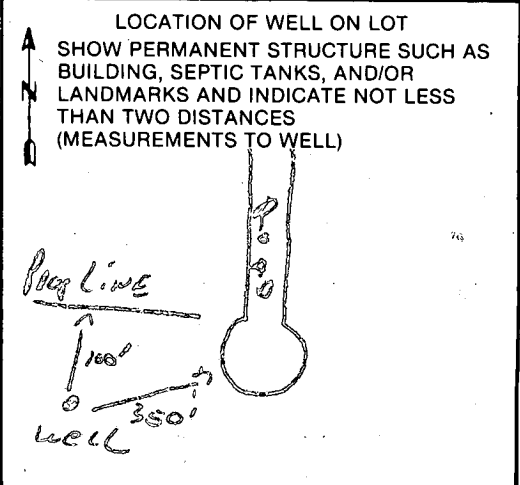 LOCATION OF WELL ON LOT
SHOW PERMANENT STRUCTURE SUCH AS
BUILDING, SEPTIC TANKS, AND/OR
LANDMARKS AND INDICATE NOT LESS
THAN TWO DISTANCES
(MEASUREMENTS TO WELL)
N
Line
100'
350'
Well